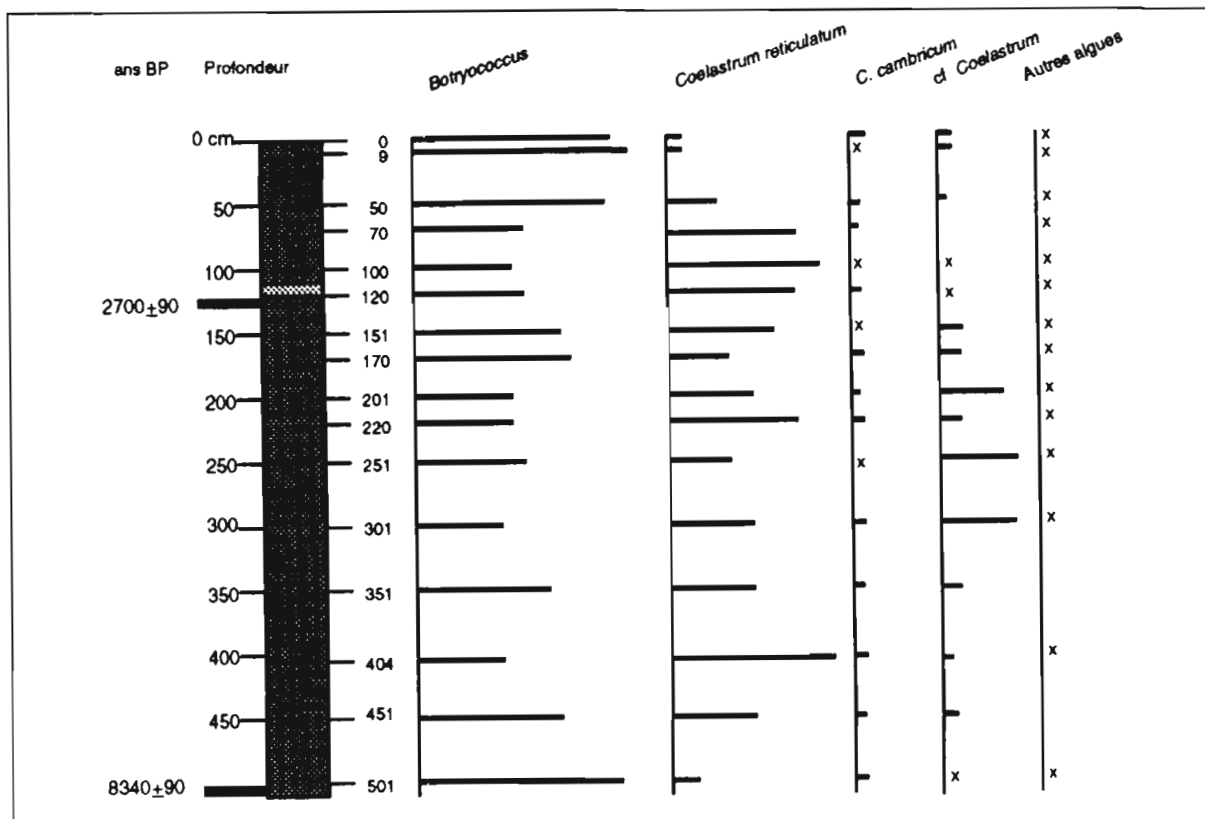 ans BP Profondeur Botryococcus Coelastrum reticulatum C. cambricum cf Coelastrum Autres algues
0 cm 0 x
9 x x
50 50 x
70 x
100 100 x x x
2700±90 120 x x
150 151 x x
170 x
200 201 x
220 x
250 251 x x
300 301 x
350 351
400 404 x
450 451
8340±90 501 x x